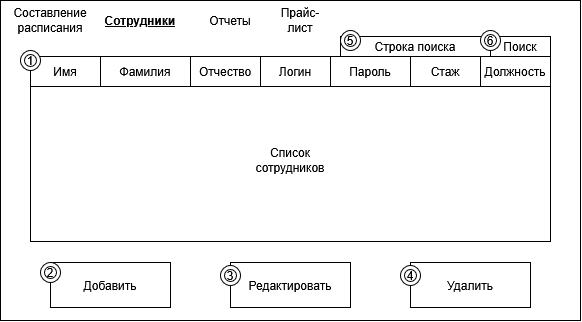 Составление
расписания
Сотрудники
Отчеты
Прайс-
лист
5 Строка поиска
6 Поиск
1 Имя Фамилия Отчество Логин Пароль Стаж Должность
Список
сотрудников
2 Добавить
3 Редактировать
4 Удалить